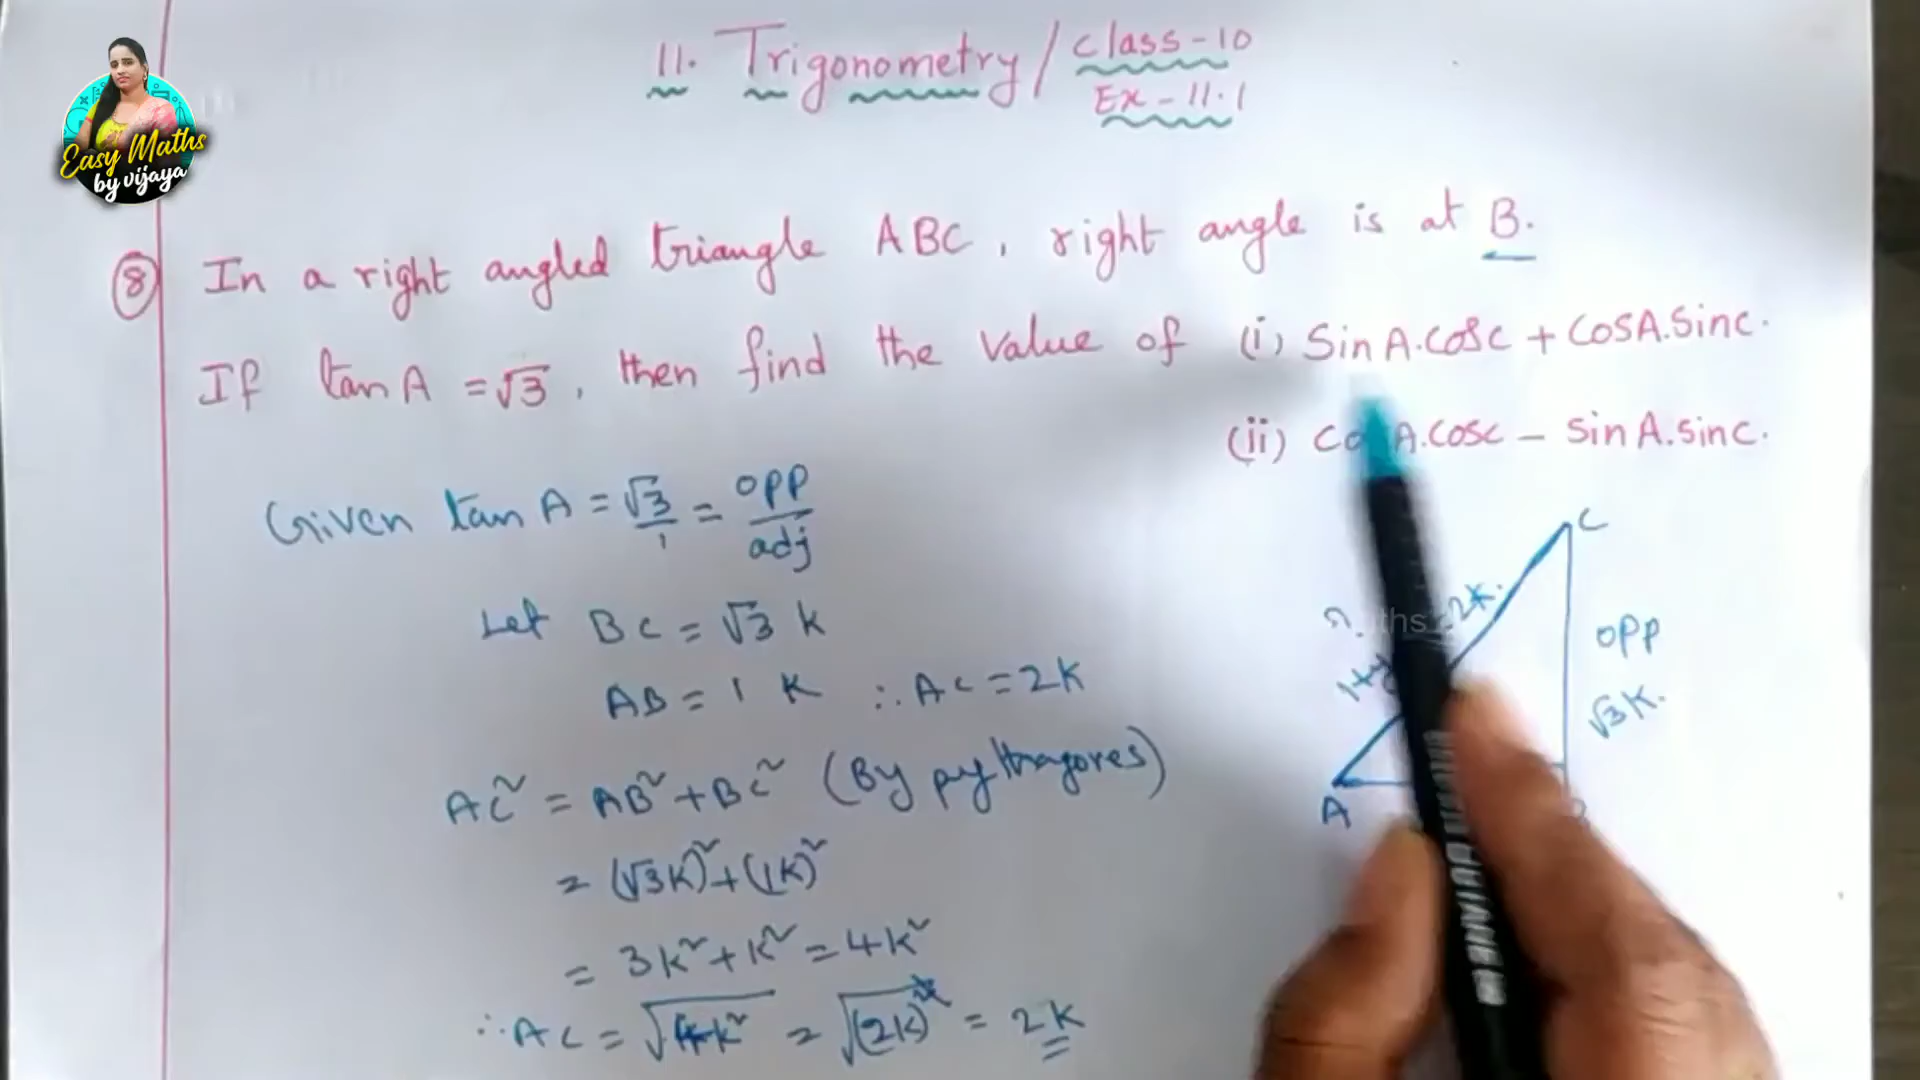 Easy Maths
by vijaya
11. Trigonometry / Class-10
Ex-11.1
⑧ In a right angled triangle ABC, right angle is at B.
If tan A = √3, then find the value of (i) Sin A.cosc + cosA.sinc.
(ii) A.cosc - sin A.sinc.
Given tan A = √3/1 = opp/adj
Let BC = √3 k
AB = 1 k ∴ AC = 2k
AC² = AB² + BC² (By pythagores)
= (√3k)² + (1k)²
= 3k² + k² = 4k²
∴ AC = √4k² = √(2k)² = 2k
C
2k.
opp
√3k.
A